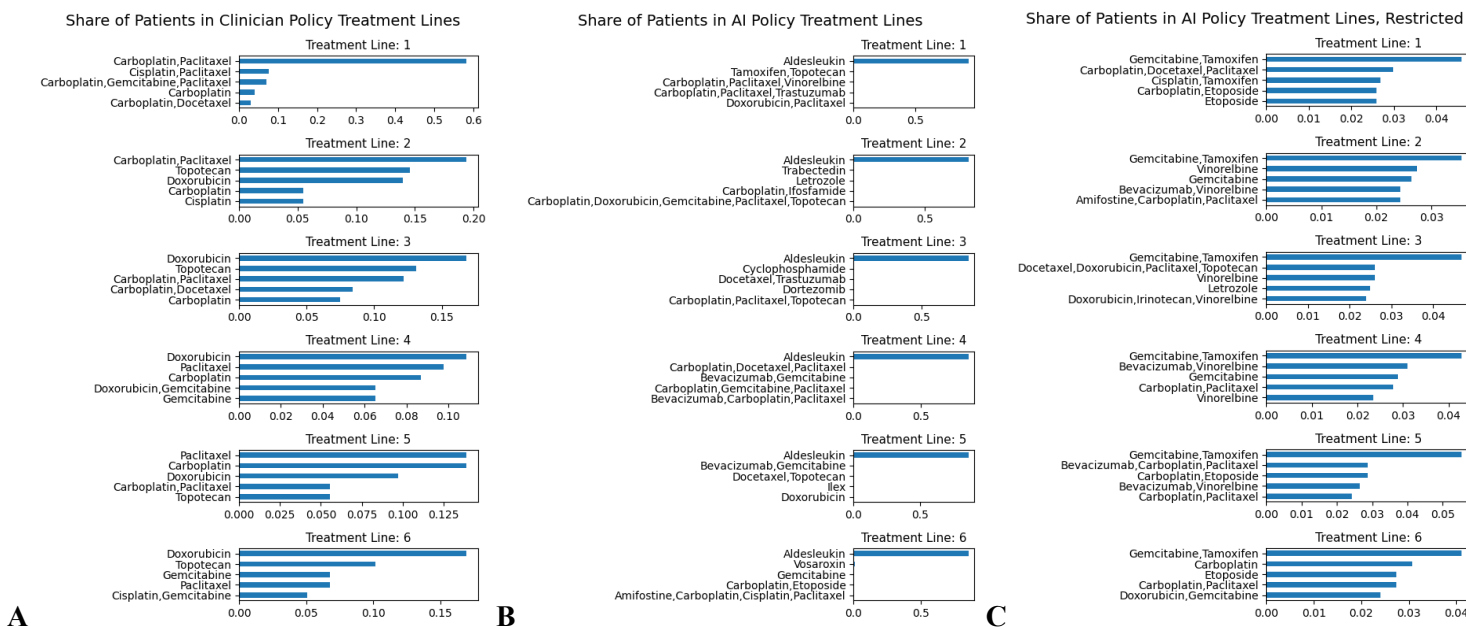 Share of Patients in Clinician Policy Treatment Lines
Treatment Line: 1
Carboplatin,Paclitaxel
Cisplatin,Paclitaxel
Carboplatin,Gemcitabine,Paclitaxel
Carboplatin
Carboplatin,Docetaxel
0.0 0.1 0.2 0.3 0.4 0.5 0.6
Treatment Line: 2
Carboplatin,Paclitaxel
Topotecan
Doxorubicin
Carboplatin
Cisplatin
0.00 0.05 0.10 0.15 0.20
Treatment Line: 3
Doxorubicin
Topotecan
Carboplatin,Paclitaxel
Carboplatin,Docetaxel
Carboplatin
0.00 0.05 0.10 0.15
Treatment Line: 4
Doxorubicin
Paclitaxel
Carboplatin
Doxorubicin,Gemcitabine
Gemcitabine
0.00 0.02 0.04 0.06 0.08 0.10
Treatment Line: 5
Paclitaxel
Carboplatin
Doxorubicin
Carboplatin,Paclitaxel
Topotecan
0.000 0.025 0.050 0.075 0.100 0.125
Treatment Line: 6
Doxorubicin
Topotecan
Gemcitabine
Paclitaxel
Cisplatin,Gemcitabine
0.00 0.05 0.10 0.15
A
Share of Patients in AI Policy Treatment Lines
Treatment Line: 1
Aldesleukin
Tamoxifen,Topotecan
Carboplatin,Paclitaxel,Vinorelbine
Carboplatin,Paclitaxel,Trastuzumab
Doxorubicin,Paclitaxel
0.0 0.5
Treatment Line: 2
Aldesleukin
Trabectedin
Letrozole
Carboplatin,Ifosfamide
Carboplatin,Doxorubicin,Gemcitabine,Paclitaxel,Topotecan
0.0 0.5
Treatment Line: 3
Aldesleukin
Cyclophosphamide
Docetaxel,Trastuzumab
Dortezomib
Carboplatin,Paclitaxel,Topotecan
0.0 0.5
Treatment Line: 4
Aldesleukin
Carboplatin,Docetaxel,Paclitaxel
Bevacizumab,Gemcitabine
Carboplatin,Gemcitabine,Paclitaxel
Bevacizumab,Carboplatin,Paclitaxel
0.0 0.5
Treatment Line: 5
Aldesleukin
Bevacizumab,Gemcitabine
Docetaxel,Topotecan
Ilex
Doxorubicin
0.0 0.5
Treatment Line: 6
Aldesleukin
Vosaroxin
Gemcitabine
Carboplatin,Etoposide
Amifostine,Carboplatin,Cisplatin,Paclitaxel
0.0 0.5
B
Share of Patients in AI Policy Treatment Lines, Restricted
Treatment Line: 1
Gemcitabine,Tamoxifen
Carboplatin,Docetaxel,Paclitaxel
Cisplatin,Tamoxifen
Carboplatin,Etoposide
Etoposide
0.00 0.01 0.02 0.03 0.04
Treatment Line: 2
Gemcitabine,Tamoxifen
Vinorelbine
Gemcitabine
Bevacizumab,Vinorelbine
Amifostine,Carboplatin,Paclitaxel
0.00 0.01 0.02 0.03
Treatment Line: 3
Gemcitabine,Tamoxifen
Docetaxel,Doxorubicin,Paclitaxel,Topotecan
Vinorelbine
Letrozole
Doxorubicin,Irinotecan,Vinorelbine
0.00 0.01 0.02 0.03 0.04
Treatment Line: 4
Gemcitabine,Tamoxifen
Bevacizumab,Vinorelbine
Gemcitabine
Carboplatin,Paclitaxel
Vinorelbine
0.00 0.01 0.02 0.03 0.04
Treatment Line: 5
Gemcitabine,Tamoxifen
Bevacizumab,Carboplatin,Paclitaxel
Carboplatin,Etoposide
Bevacizumab,Vinorelbine
Carboplatin,Paclitaxel
0.00 0.01 0.02 0.03 0.04 0.05
Treatment Line: 6
Gemcitabine,Tamoxifen
Carboplatin
Etoposide
Carboplatin,Paclitaxel
Doxorubicin,Gemcitabine
0.00 0.01 0.02 0.03 0.04
C